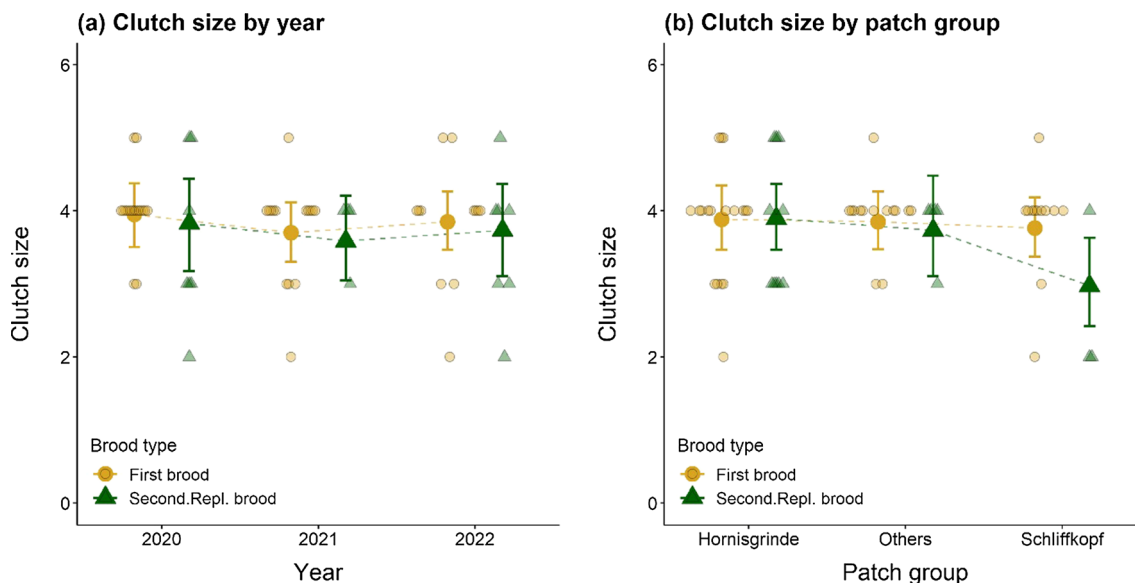 (a) Clutch size by year
6
4
2
0
Clutch size
Brood type
First brood
Second.Repl. brood
2020
2021
2022
Year
(b) Clutch size by patch group
6
4
2
0
Clutch size
Brood type
First brood
Second.Repl. brood
Hornisgrinde
Others
Schliffkopf
Patch group